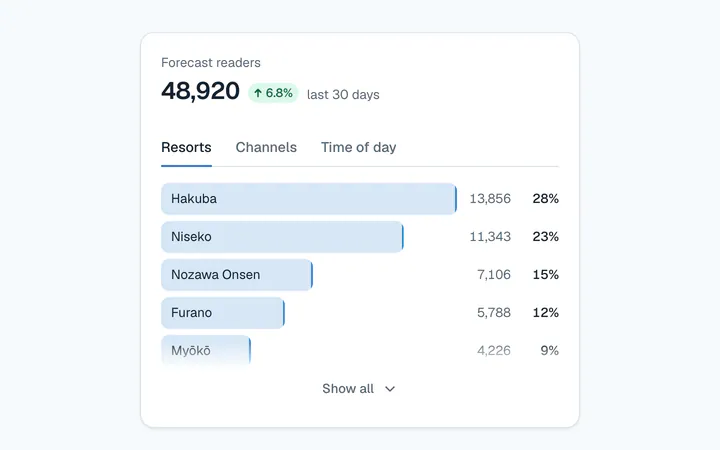 Forecast readers
48,920 ↑ 6.8% last 30 days
Resorts Channels Time of day
Hakuba 13,856 28%
Niseko 11,343 23%
Nozawa Onsen 7,106 15%
Furano 5,788 12%
Myōkō 4,226 9%
Show all